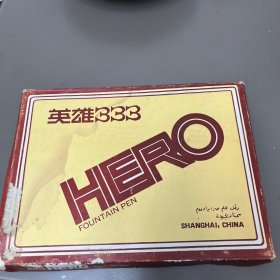 英雄333
HERO
FOUNTAIN PEN
SHANGHAI, CHINA